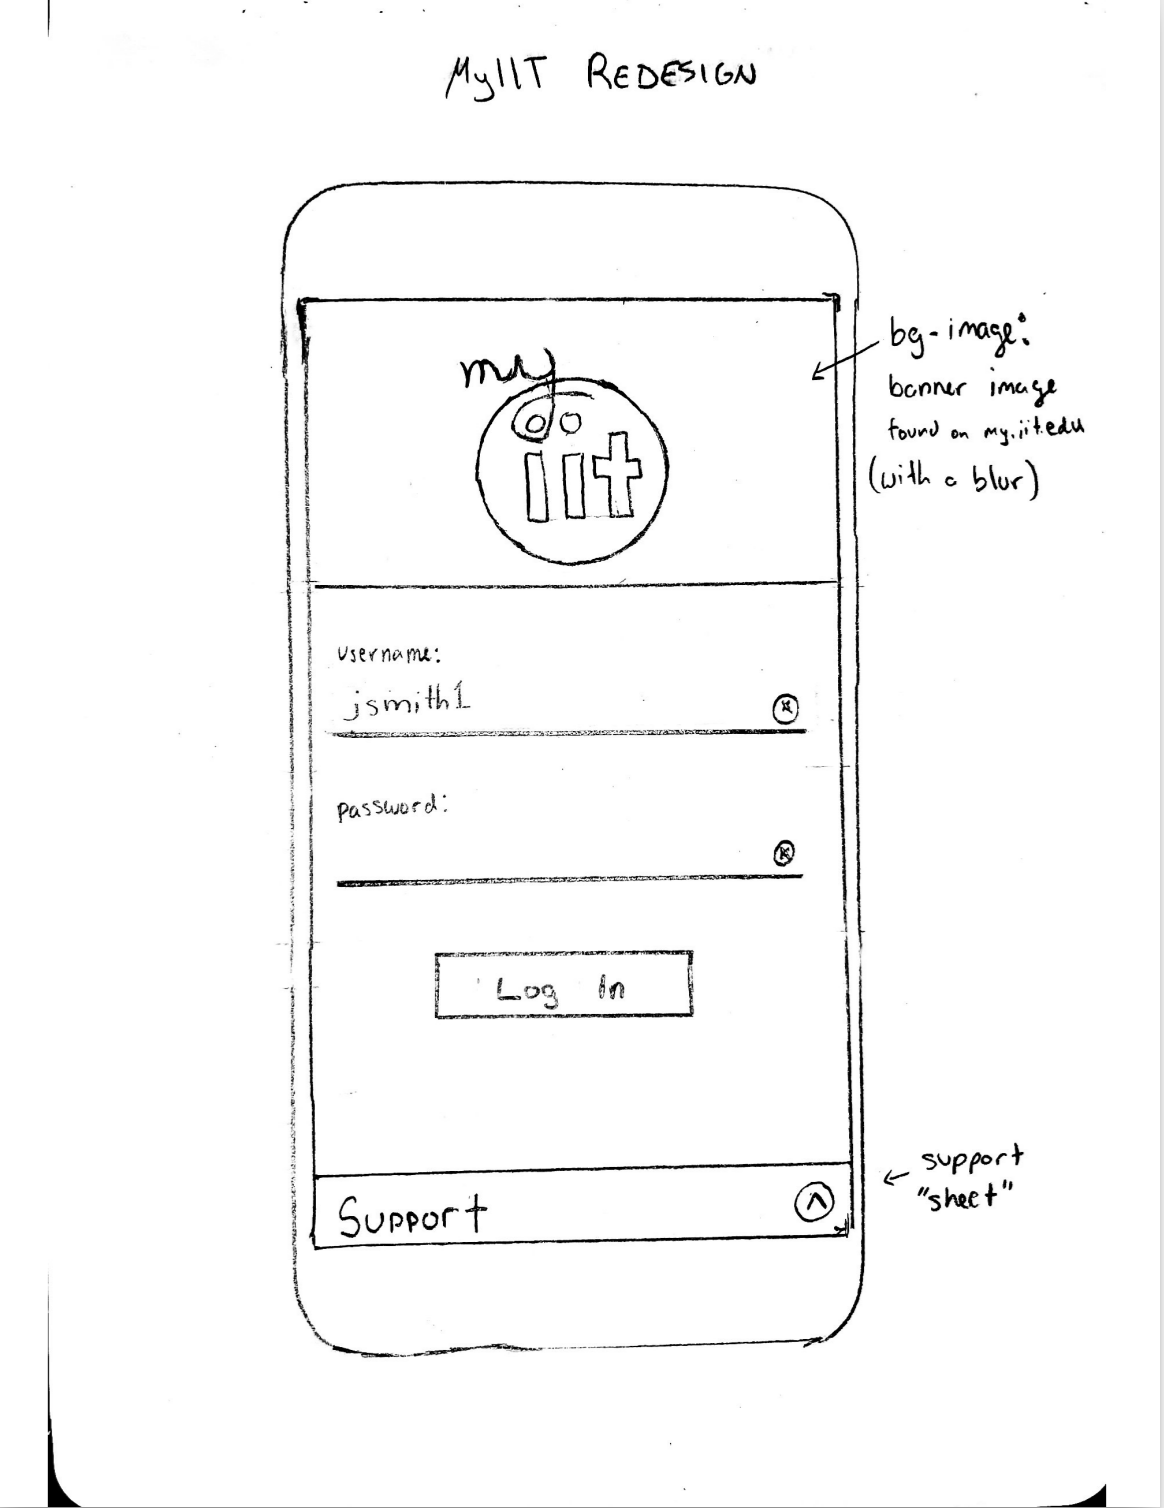 MyIIT REDESIGN
my
iit
bg-image:
banner image
found on my.iit.edu
(with a blur)
username:
jsmith1
x
password:
x
Log In
support
"sheet"
Support
^